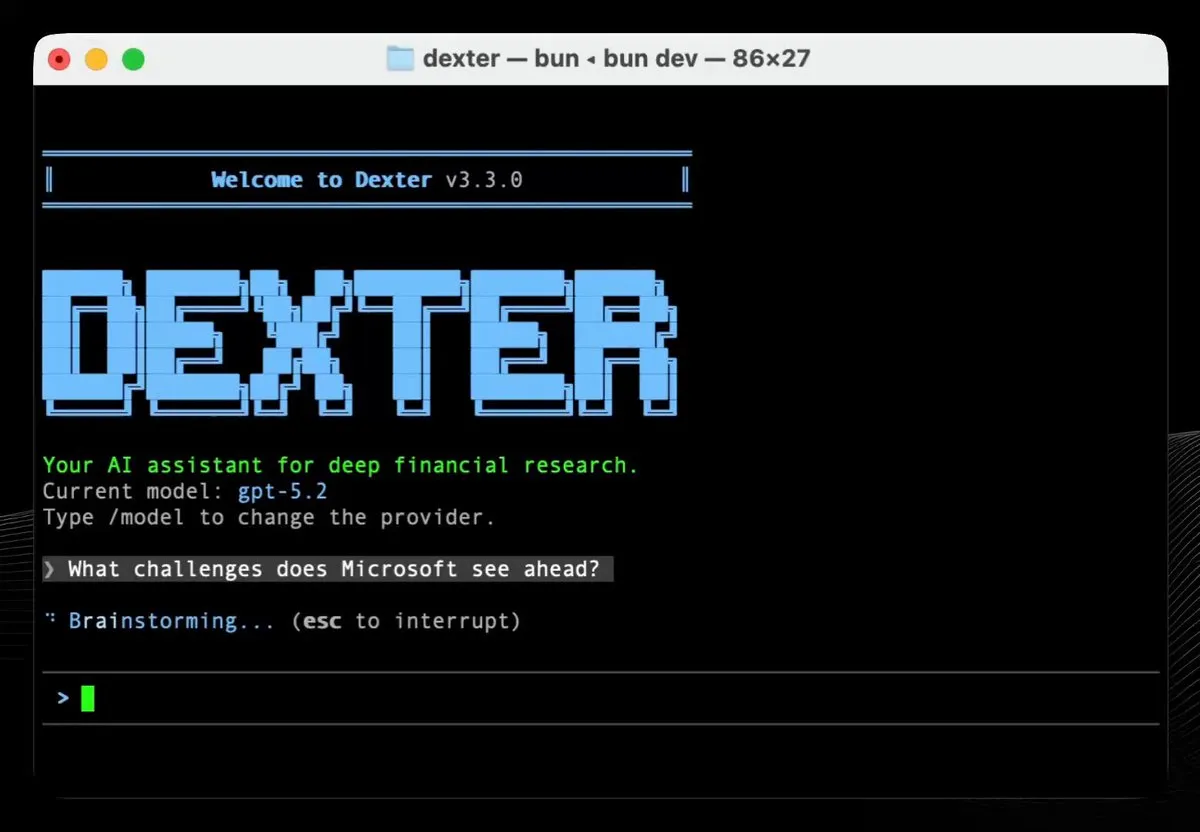 dexter — bun ◂ bun dev — 86×27
Welcome to Dexter v3.3.0
DEXTER
Your AI assistant for deep financial research.
Current model: gpt-5.2
Type /model to change the provider.
❯ What challenges does Microsoft see ahead?
⠙ Brainstorming... (esc to interrupt)
>